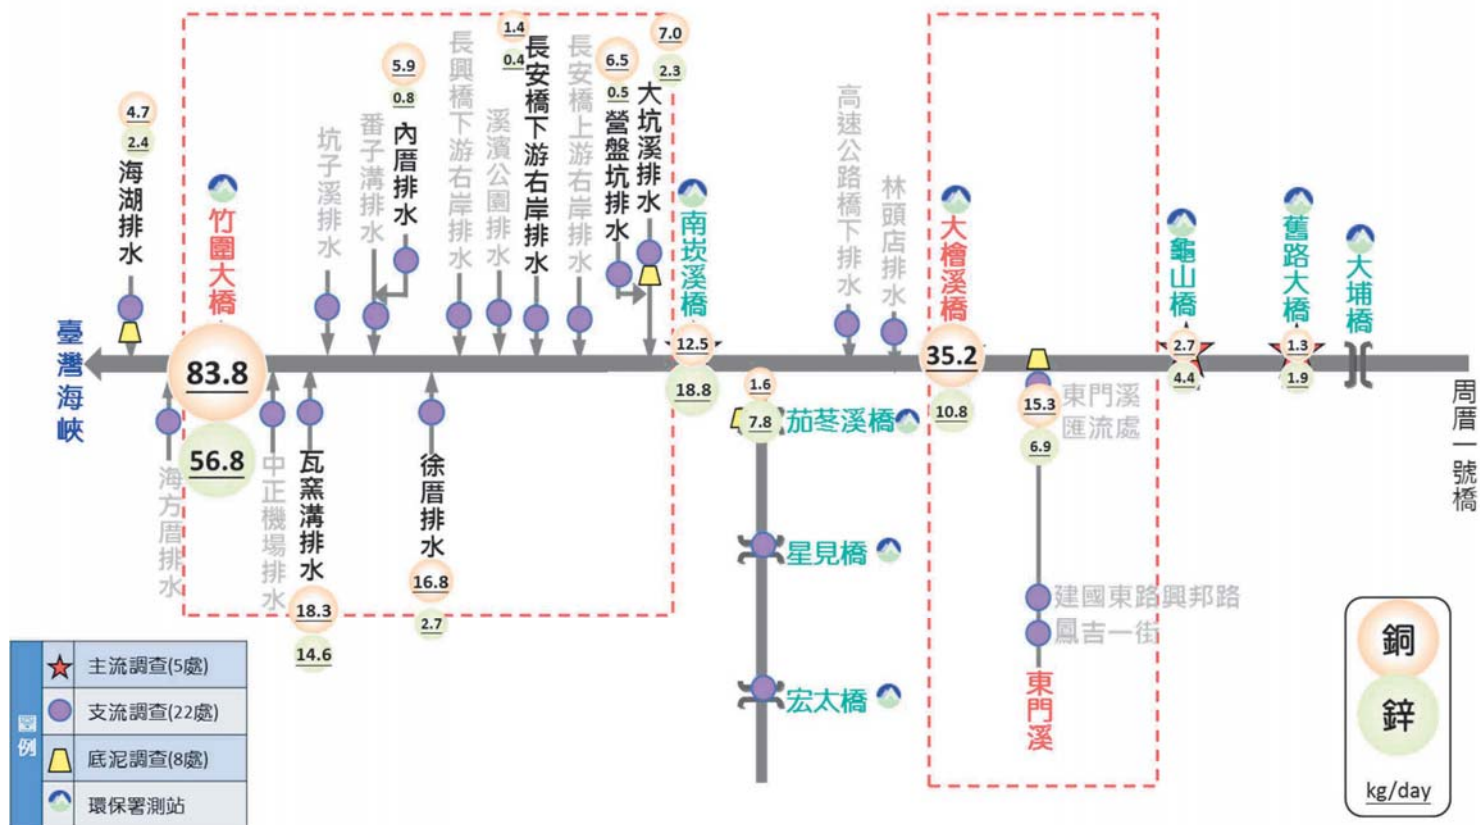 4.7
2.4
海湖排水
竹圍大橋
83.8
56.8
坑子溪排水
番子溝排水
5.9
0.8
內厝排水
長興橋下游右岸排水
溪濱公園排水
1.4
0.4
長安橋下游右岸排水
長安橋上游右岸排水
6.5
0.5
營盤坑排水
7.0
2.3
大坑溪排水
南崁溪橋
12.5
18.8
高速公路橋下排水
林頭店排水
大檜溪橋
35.2
10.8
龜山橋
2.7
4.4
舊路大橋
1.3
1.9
大埔橋
臺灣海峽
周厝一號橋
海方厝排水
中正機場排水
瓦窯溝排水
18.3
14.6
徐厝排水
16.8
2.7
1.6
7.8
茄苳溪橋
星見橋
宏太橋
15.3
6.9
東門溪
匯流處
建國東路興邦路
鳳吉一街
東門溪
圖例
主流調查(5處)
支流調查(22處)
底泥調查(8處)
環保署測站
銅
鋅
kg/day